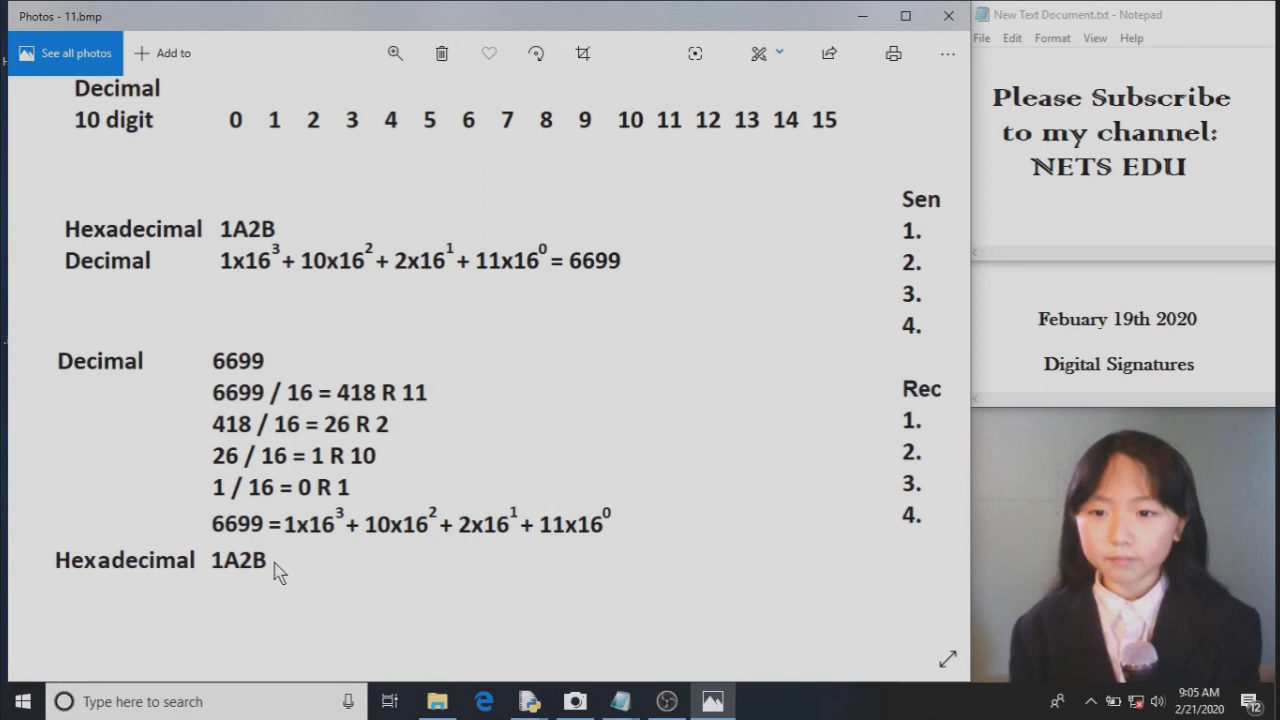 Photos - 11.bmp
See all photos
Add to
Decimal
10 digit 0 1 2 3 4 5 6 7 8 9 10 11 12 13 14 15
Hexadecimal 1A2B
Decimal 1x16³ + 10x16² + 2x16¹ + 11x16⁰ = 6699
Decimal 6699
6699 / 16 = 418 R 11
418 / 16 = 26 R 2
26 / 16 = 1 R 10
1 / 16 = 0 R 1
6699 = 1x16³ + 10x16² + 2x16¹ + 11x16⁰
Hexadecimal 1A2B
Sen
1.
2.
3.
4.
Rec
1.
2.
3.
4.
New Text Document.txt - Notepad
File Edit Format View Help
Please Subscribe
to my channel:
NETS EDU
Febuary 19th 2020
Digital Signatures
Type here to search
9:05 AM
2/21/2020
12